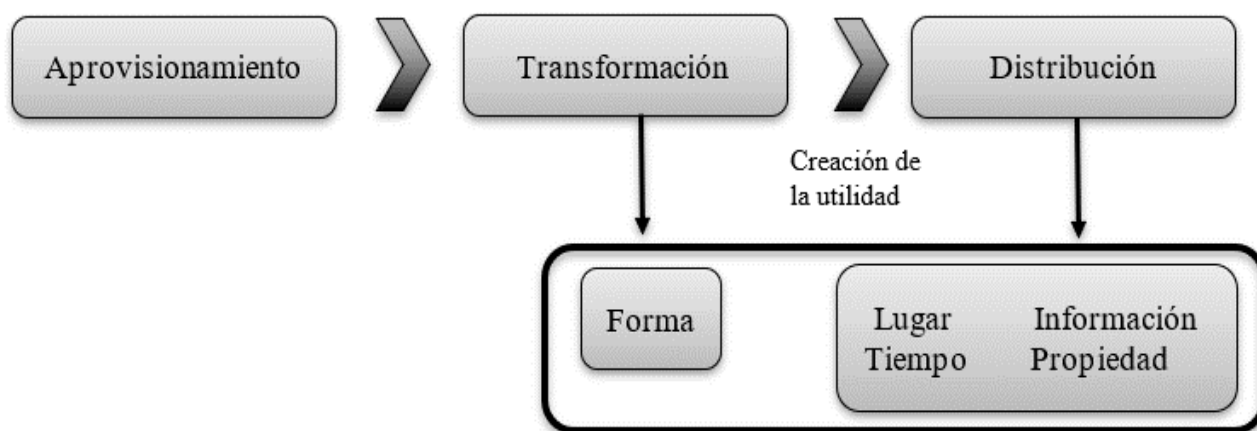 Aprovisionamiento
Transformación
Distribución
Creación de
la utilidad
Forma
Lugar Información
Tiempo Propiedad